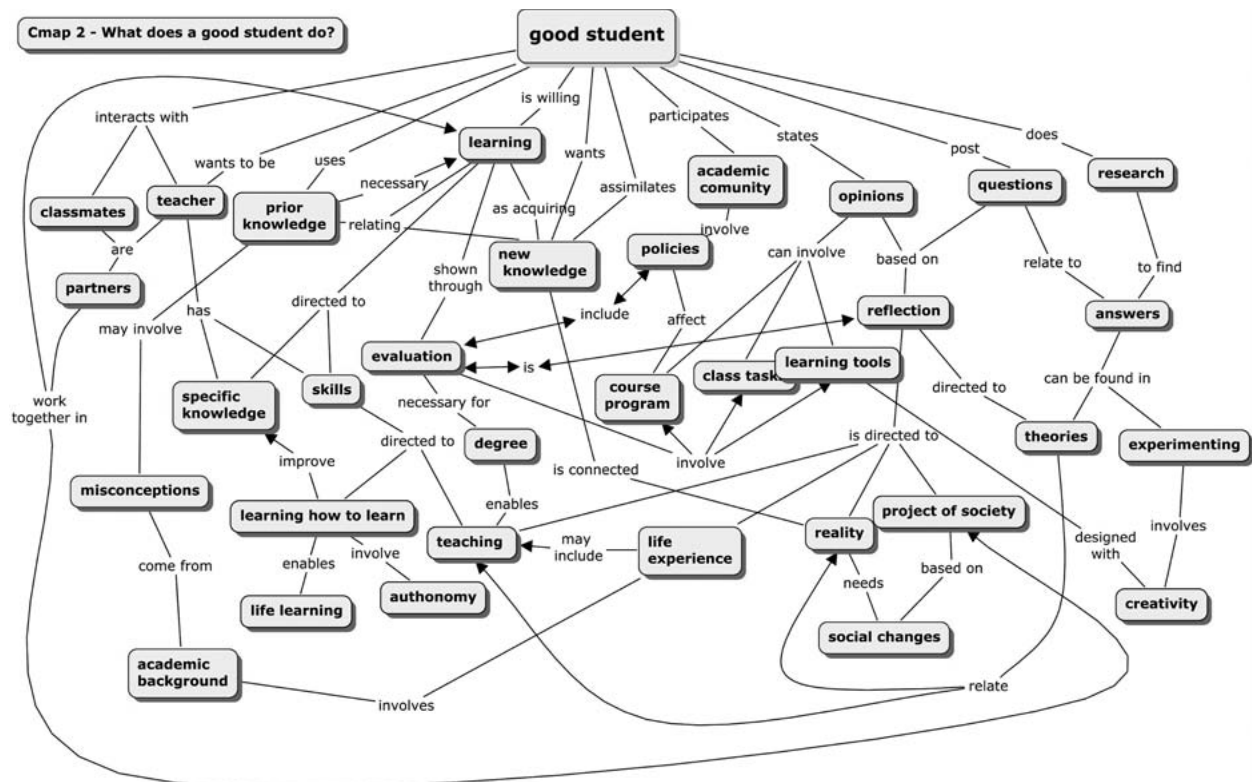 Cmap 2 - What does a good student do?
good student
is willing
participates
interacts with
states
does
learning
wants
post
wants to be
uses
academic
comunity
research
necessary
assimilates
opinions
questions
classmates
teacher
prior
knowledge
relating
as acquiring
involve
are
new
knowledge
policies
can involve
based on
relate to
to find
partners
shown
through
directed to
has
include
affect
reflection
answers
may involve
evaluation
is
class tasks
learning tools
specific
knowledge
skills
course
program
directed to
can be found in
work
together in
necessary for
degree
theories
experimenting
directed to
is directed to
improve
is connected
involve
misconceptions
enables
learning how to learn
project of society
teaching
may
include
life
experience
reality
designed
with
involves
come from
enables
involve
needs
based on
life learning
authonomy
creativity
social changes
academic
background
involves
relate